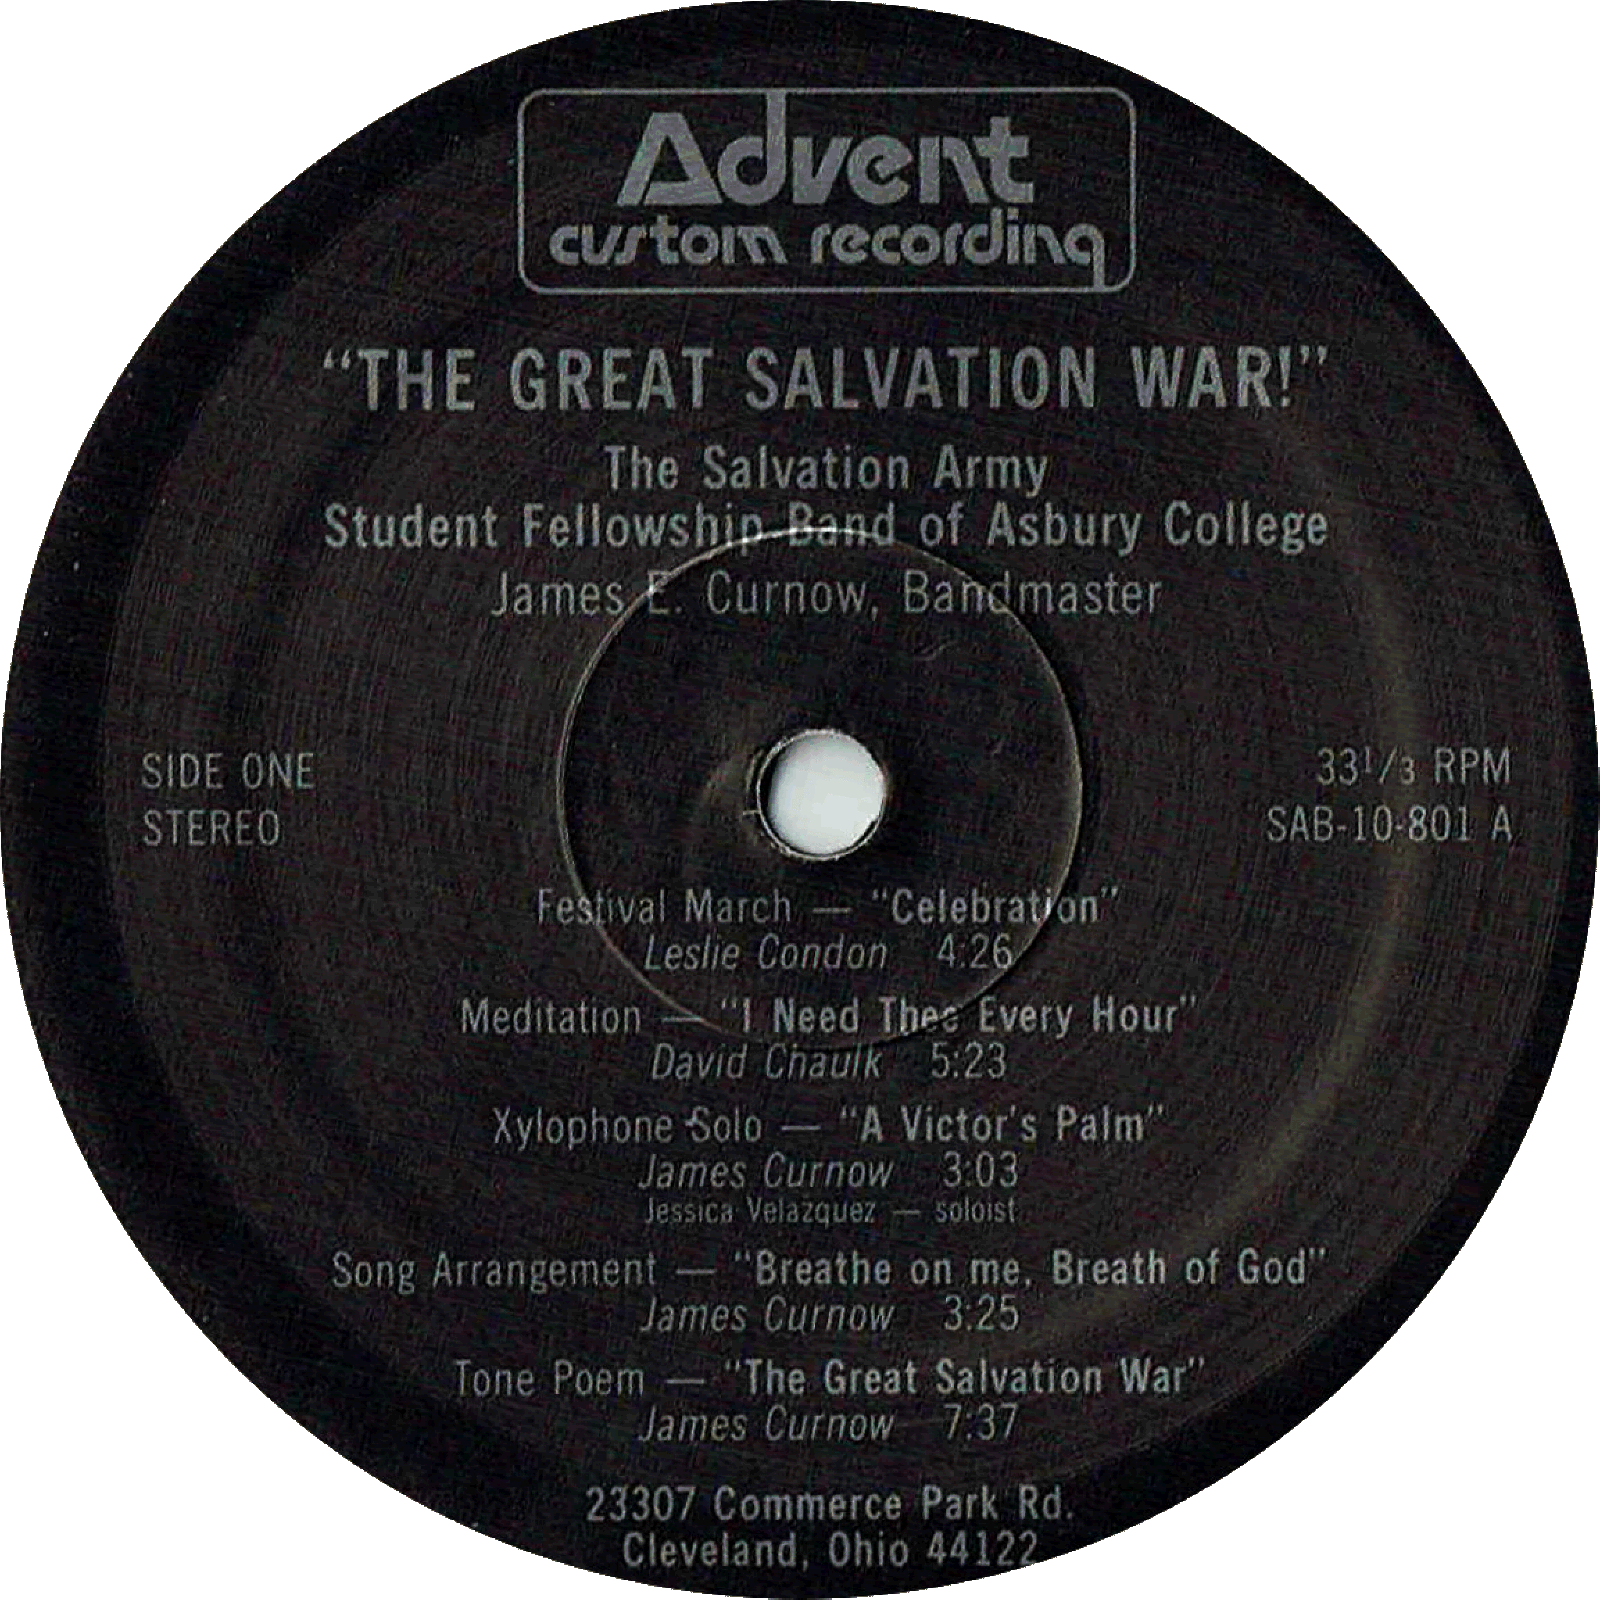 Advent
custom recording
"THE GREAT SALVATION WAR!"
The Salvation Army
Student Fellowship Band of Asbury College
James E. Curnow, Bandmaster
SIDE ONE
STEREO
33 1/3 RPM
SAB-10-801 A
Festival March — "Celebration"
Leslie Condon 4:26
Meditation — "I Need Thee Every Hour"
David Chaulk 5:23
Xylophone Solo — "A Victor's Palm"
James Curnow 3:03
Jessica Velazquez — soloist
Song Arrangement — "Breathe on me, Breath of God"
James Curnow 3:25
Tone Poem — "The Great Salvation War"
James Curnow 7:37
23307 Commerce Park Rd.
Cleveland, Ohio 44122